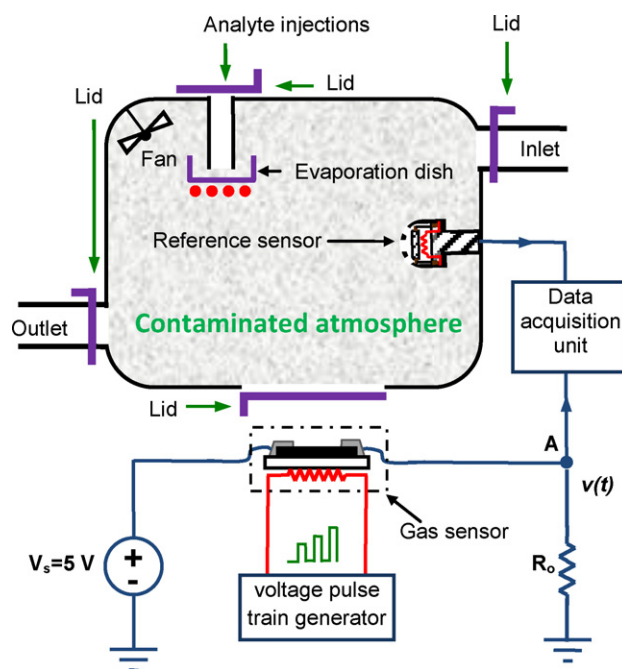 Analyte injections
Lid
Lid
Lid
Fan
Inlet
Evaporation dish
Reference sensor
Data
acquisition
unit
Outlet
Contaminated atmosphere
Lid
A
v(t)
Gas sensor
Vs=5 V
+
-
voltage pulse
train generator
Ro